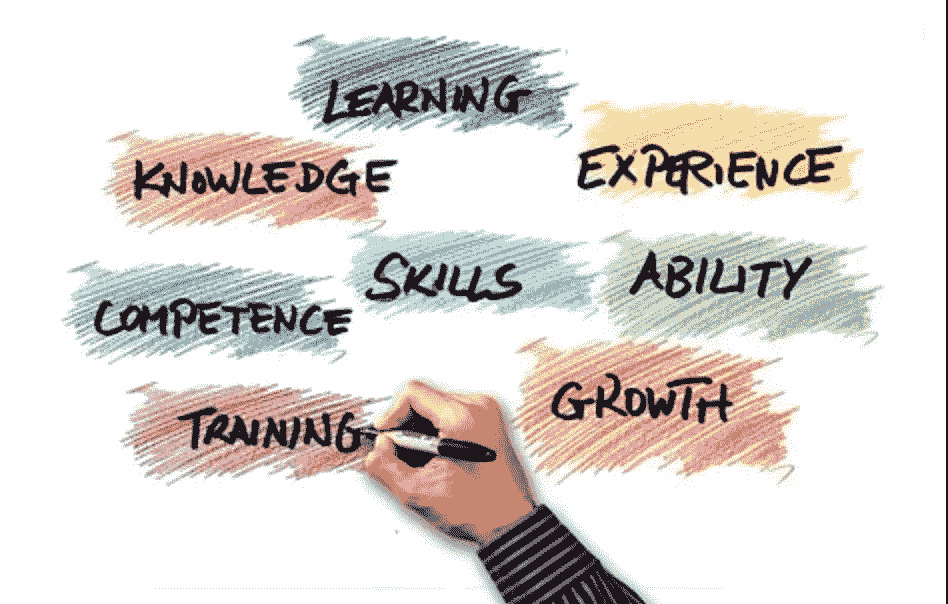 LEARNING
KNOWLEDGE
EXPERIENCE
SKILLS
ABILITY
COMPETENCE
GROWTH
TRAINING